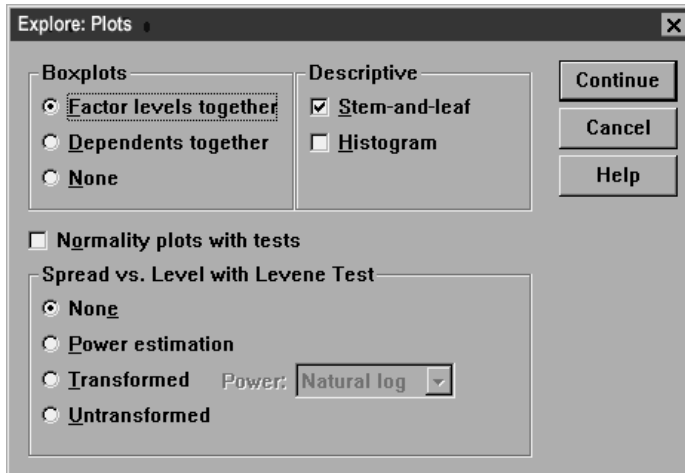 Explore: Plots
Boxplots
Factor levels together
Dependents together
None
Descriptive
Stem-and-leaf
Histogram
Continue
Cancel
Help
Normality plots with tests
Spread vs. Level with Levene Test
None
Power estimation
Transformed Power: Natural log
Untransformed